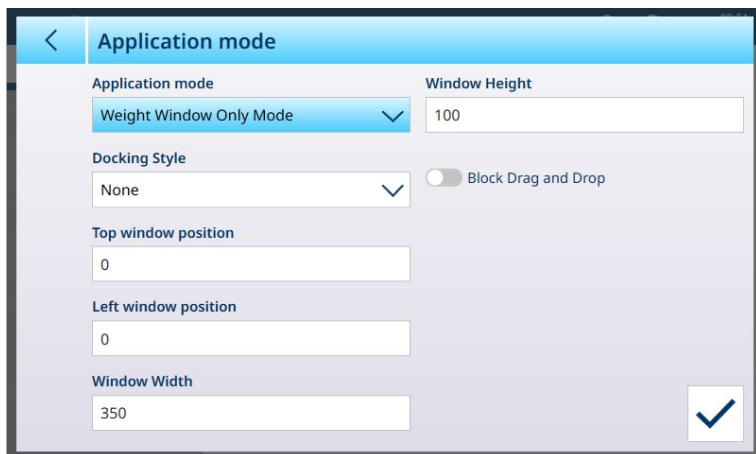 Application mode
Application mode
Weight Window Only Mode
Docking Style
None
Top window position
0
Left window position
0
Window Width
350
Window Height
100
Block Drag and Drop